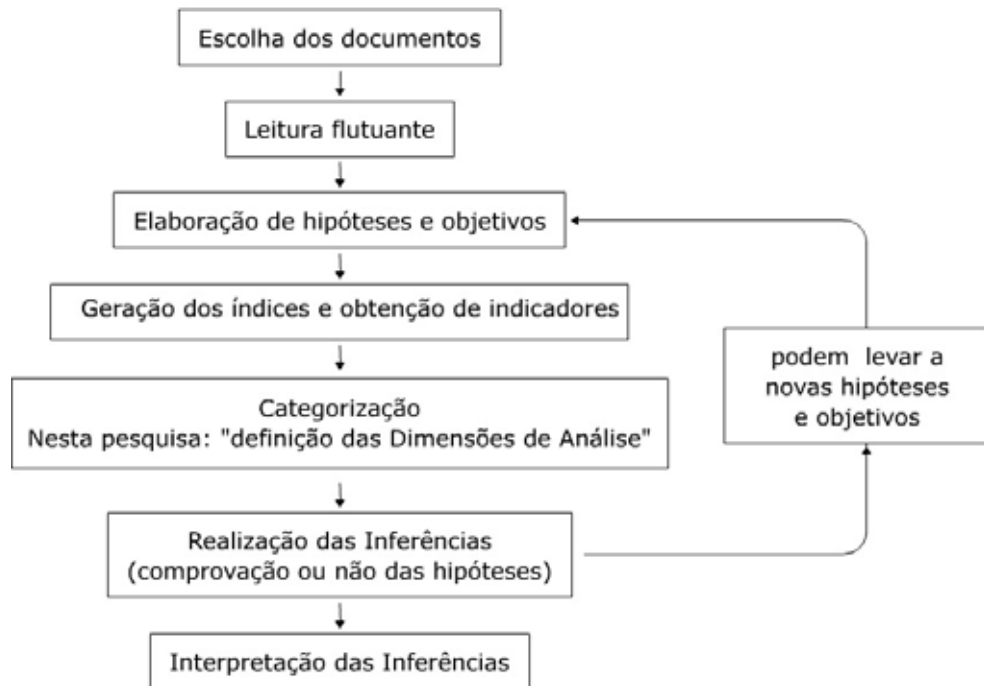 Escolha dos documentos
Leitura flutuante
Elaboração de hipóteses e objetivos
Geração dos índices e obtenção de indicadores
Categorização
Nesta pesquisa: "definição das Dimensões de Análise"
Realização das Inferências
(comprovação ou não das hipóteses)
Interpretação das Inferências
podem levar a
novas hipóteses
e objetivos